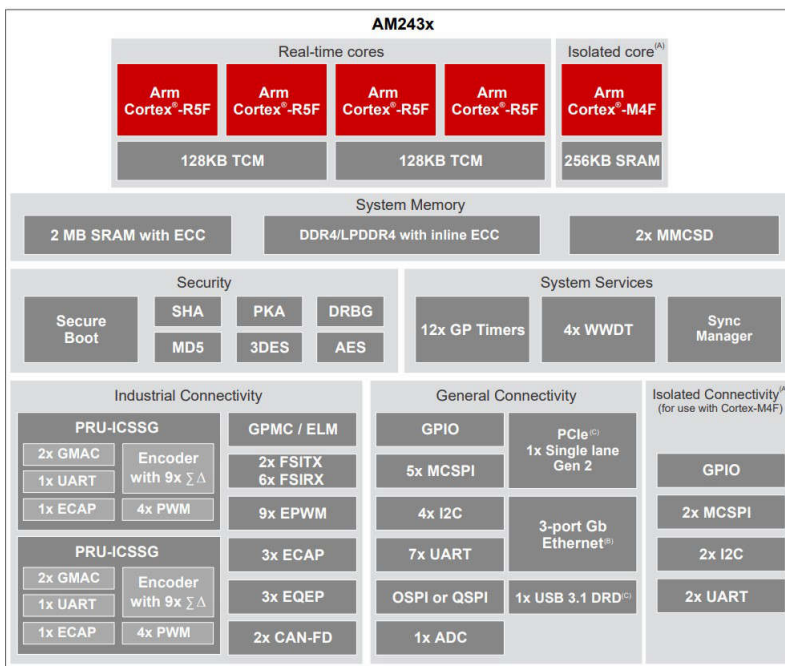 AM243x
Real-time cores
Arm
Cortex®-R5F
Arm
Cortex®-R5F
Arm
Cortex®-R5F
Arm
Cortex®-R5F
128KB TCM
128KB TCM
Isolated core(A)
Arm
Cortex®-M4F
256KB SRAM
System Memory
2 MB SRAM with ECC
DDR4/LPDDR4 with inline ECC
2x MMCSD
Security
Secure
Boot
SHA
PKA
DRBG
MD5
3DES
AES
System Services
12x GP Timers
4x WWDT
Sync
Manager
Industrial Connectivity
PRU-ICSSG
2x GMAC
1x UART
Encoder
with 9x ∑ Δ
1x ECAP
4x PWM
PRU-ICSSG
2x GMAC
1x UART
Encoder
with 9x ∑ Δ
1x ECAP
4x PWM
GPMC / ELM
2x FSITX
6x FSIRX
9x EPWM
3x ECAP
3x EQEP
2x CAN-FD
General Connectivity
GPIO
5x MCSPI
4x I2C
7x UART
OSPI or QSPI
1x ADC
PCIe(C)
1x Single lane
Gen 2
3-port Gb
Ethernet(B)
1x USB 3.1 DRD(C)
Isolated Connectivity(A)
(for use with Cortex-M4F)
GPIO
2x MCSPI
2x I2C
2x UART